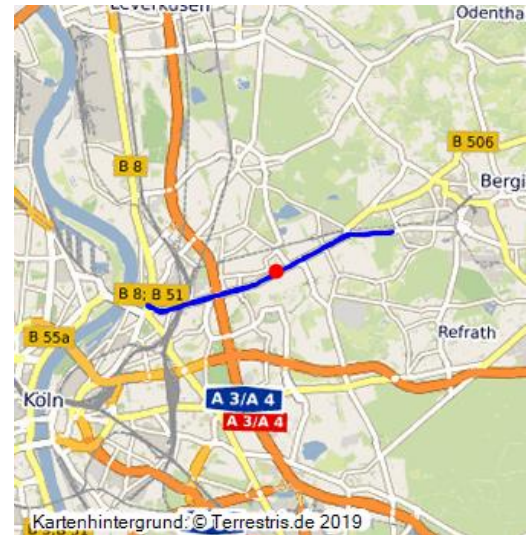 Leverkusen
Odentha
B 506
B 8
Bergi
B 8; B 51
B 55a
Refrath
Köln
A 3/A 4
A 3/A 4
Kartenhintergrund: © Terrestris.de 2019